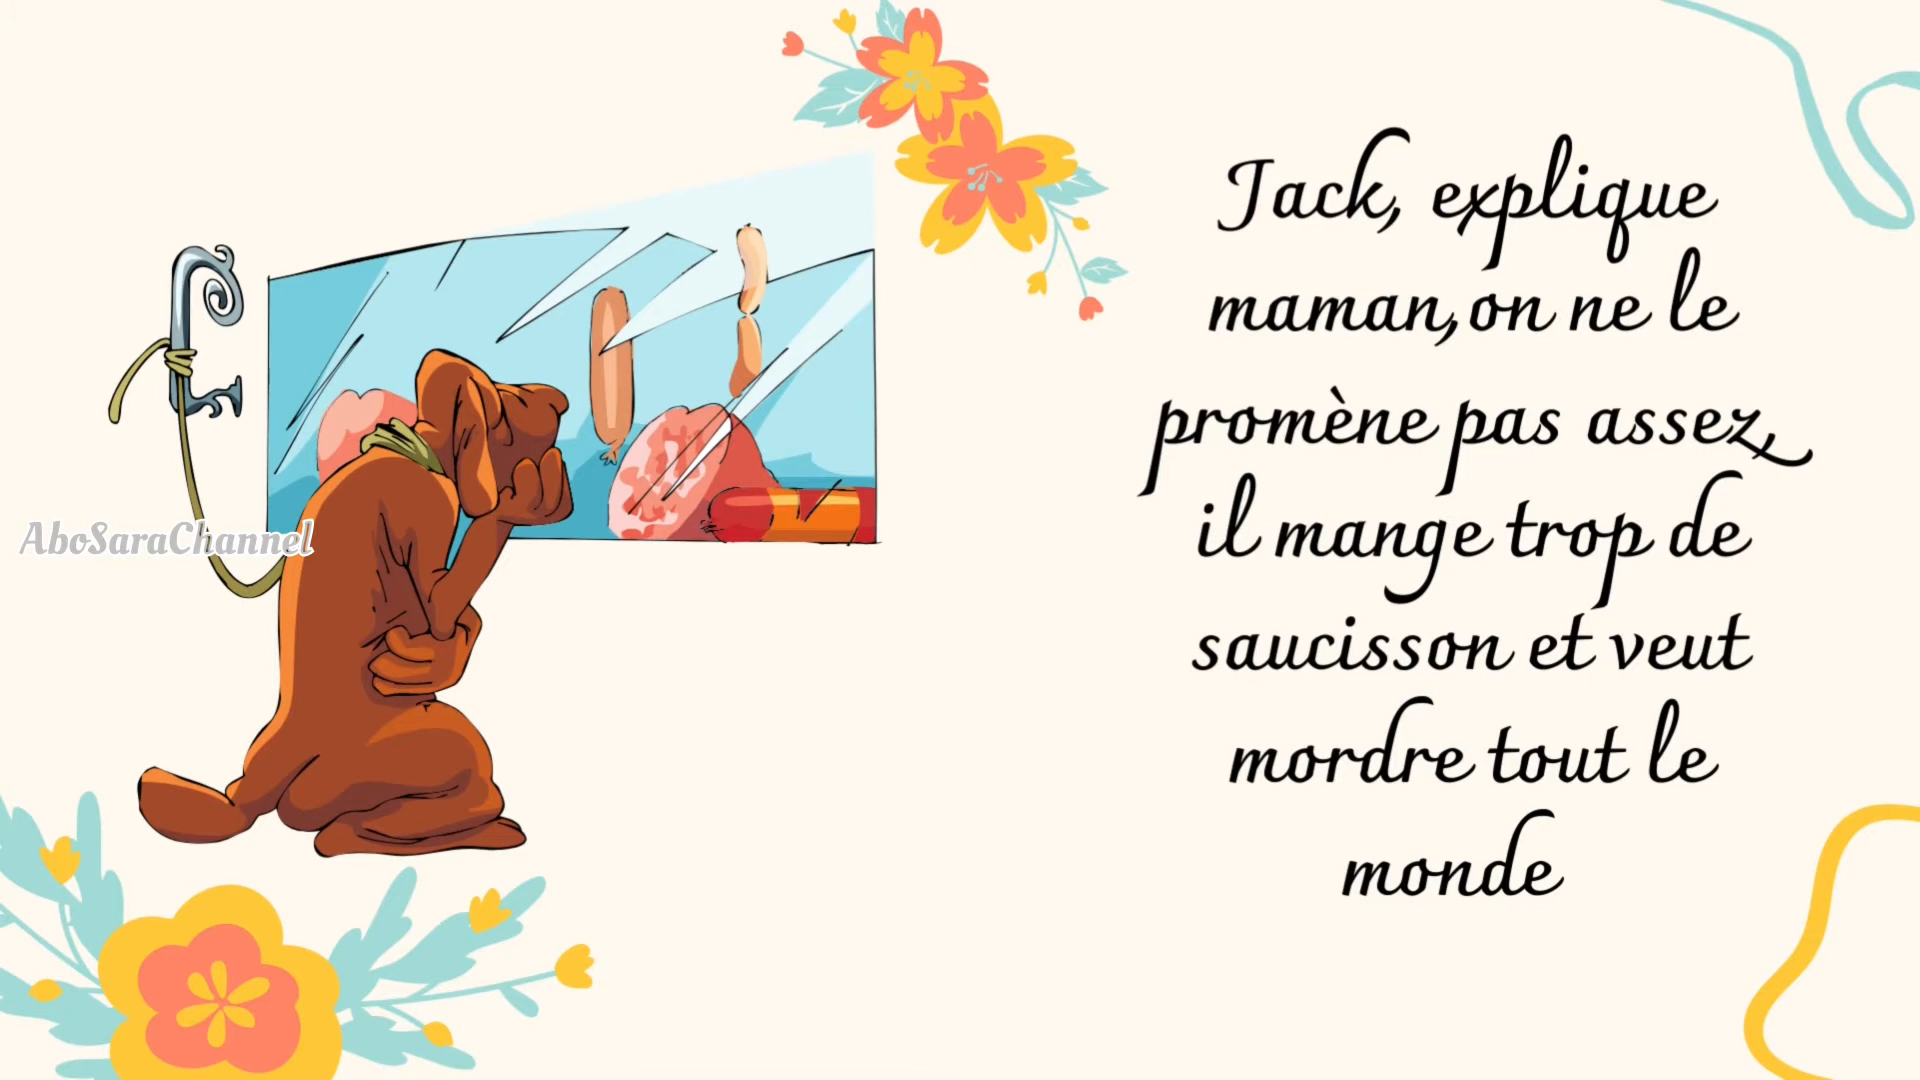 Jack, explique
maman,on ne le
promène pas assez,
il mange trop de
saucisson et veut
mordre tout le
monde
AboSaraChannel